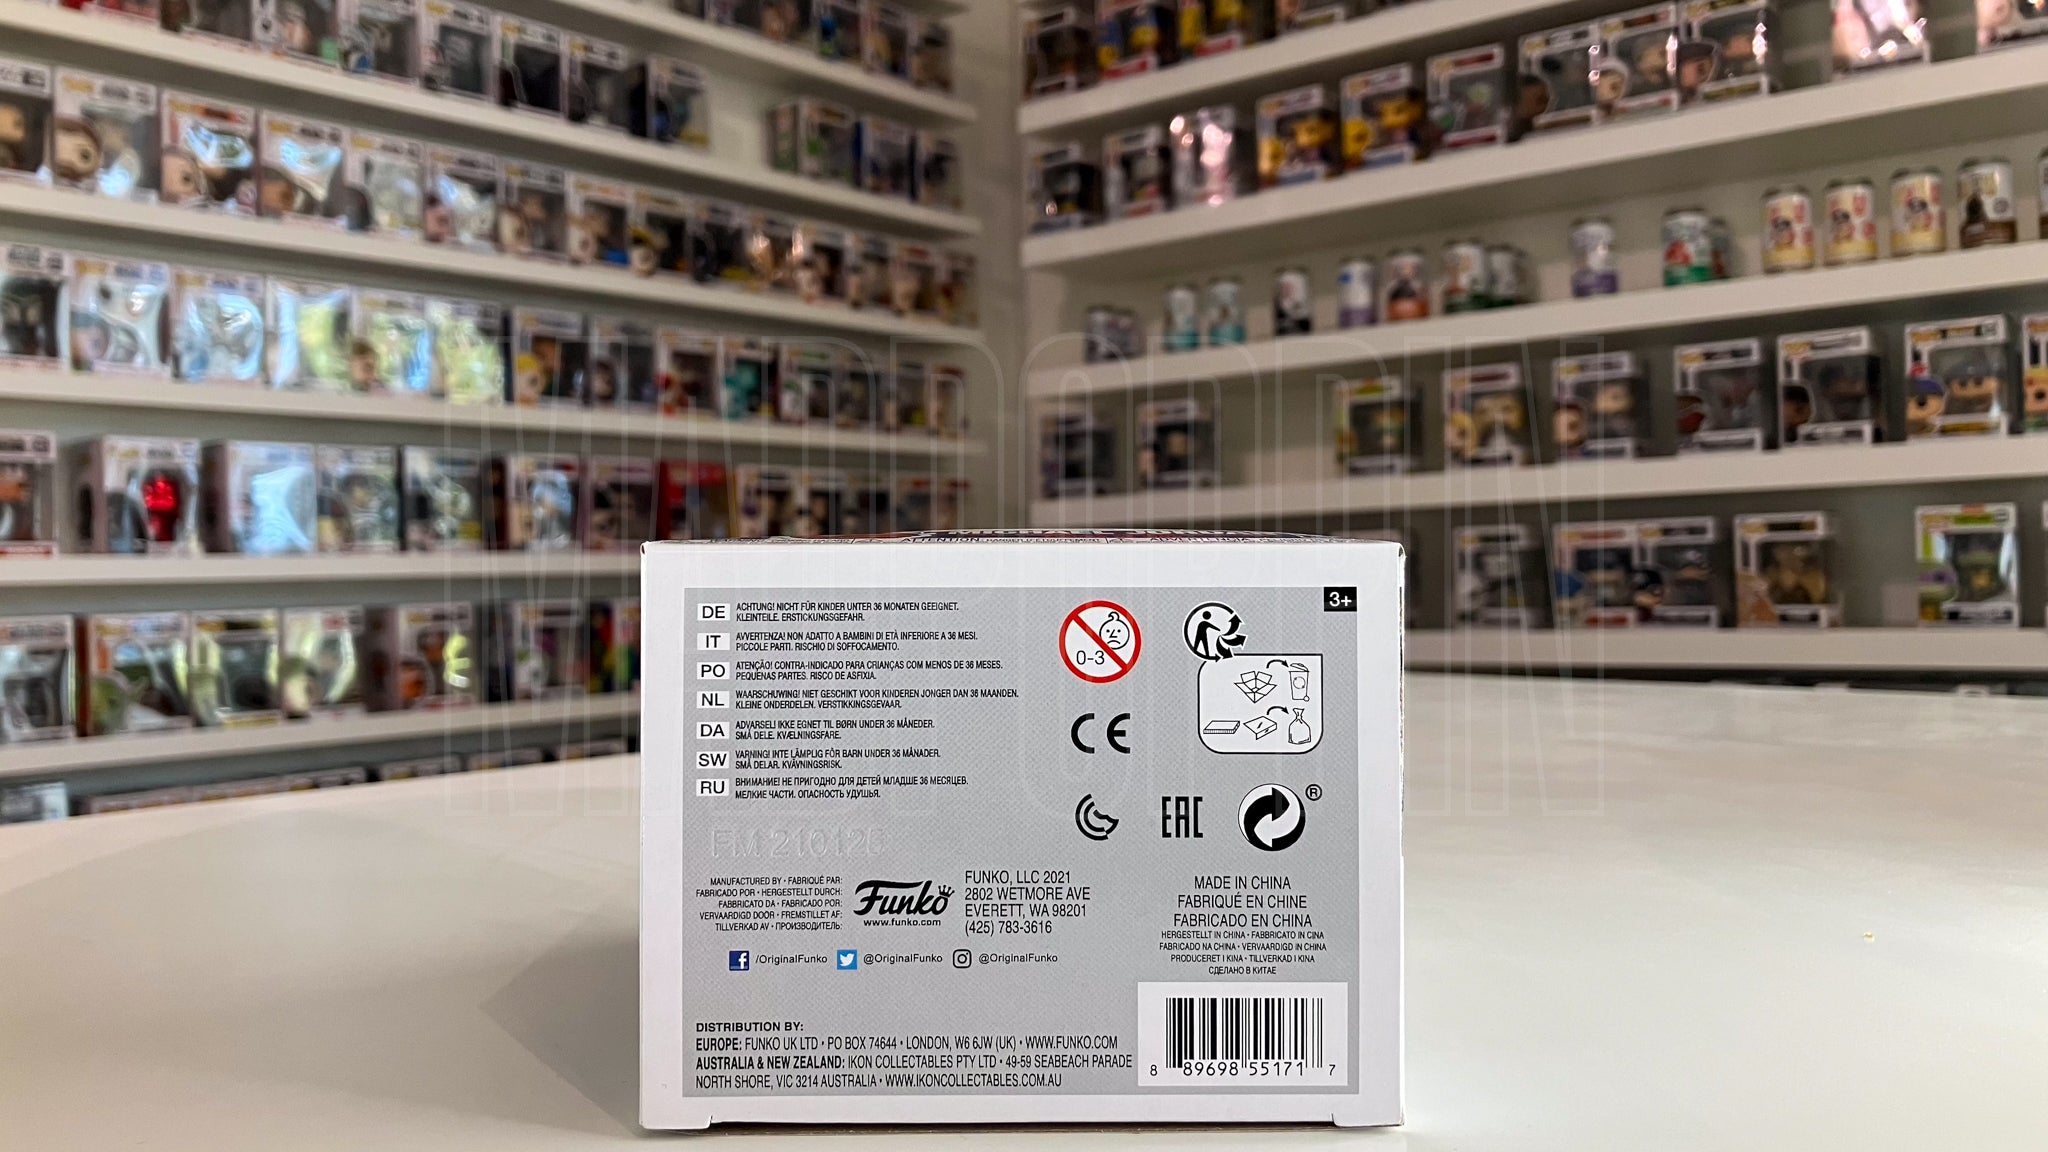 MARPOPPIN
3+
DE ACHTUNG! NICHT FÜR KINDER UNTER 36 MONATEN GEEIGNET.
KLEINTEILE. ERSTICKUNGSGEFAHR.
IT AVVERTENZA! NON ADATTO A BAMBINI DI ETÀ INFERIORE A 36 MESI.
PICCOLE PARTI. RISCHIO DI SOFFOCAMENTO.
PO ATENÇÃO! CONTRA-INDICADO PARA CRIANÇAS COM MENOS DE 36 MESES.
PEQUENAS PARTES. RISCO DE ASFIXIA.
NL WAARSCHUWING! NIET GESCHIKT VOOR KINDEREN JONGER DAN 36 MAANDEN.
KLEINE ONDERDELEN. VERSTIKKINGSGEVAAR.
DA ADVARSEL! IKKE EGNET TIL BØRN UNDER 36 MÅNEDER.
SMÅ DELE. KVÆLNINGSFARE.
SW VARNING! INTE LÄMPLIG FÖR BARN UNDER 36 MÅNADER.
SMÅ DELAR. KVÄVNINGSRISK.
RU ВНИМАНИЕ! НЕ ПРИГОДНО ДЛЯ ДЕТЕЙ МЛАДШЕ 36 МЕСЯЦЕВ.
МЕЛКИЕ ЧАСТИ. ОПАСНОСТЬ УДУШЬЯ.
0-3
CE
EAC
®
MANUFACTURED BY • FABRIQUÉ PAR:
FABRICADO POR • HERGESTELLT DURCH:
FABBRICATO DA • FABRICADO POR:
VERVAARDIGD DOOR • FREMSTILLET AF:
TILLVERKAD AV • ПРОИЗВОДИТЕЛЬ:
Funko
www.funko.com
FUNKO, LLC 2021
2802 WETMORE AVE
EVERETT, WA 98201
(425) 783-3616
MADE IN CHINA
FABRIQUÉ EN CHINE
FABRICADO EN CHINA
HERGESTELLT IN CHINA • FABBRICATO IN CINA
FABRICADO NA CHINA • VERVAARDIGD IN CHINA
PRODUCERET I KINA • TILLVERKAD I KINA
СДЕЛАНО В КИТАЕ
/OriginalFunko @OriginalFunko @OriginalFunko
DISTRIBUTION BY:
EUROPE: FUNKO UK LTD • PO BOX 74644 • LONDON, W6 6JW (UK) • WWW.FUNKO.COM
AUSTRALIA & NEW ZEALAND: IKON COLLECTABLES PTY LTD • 49-59 SEABEACH PARADE
NORTH SHORE, VIC 3214 AUSTRALIA • WWW.IKONCOLLECTABLES.COM.AU
8 89698 55171 7